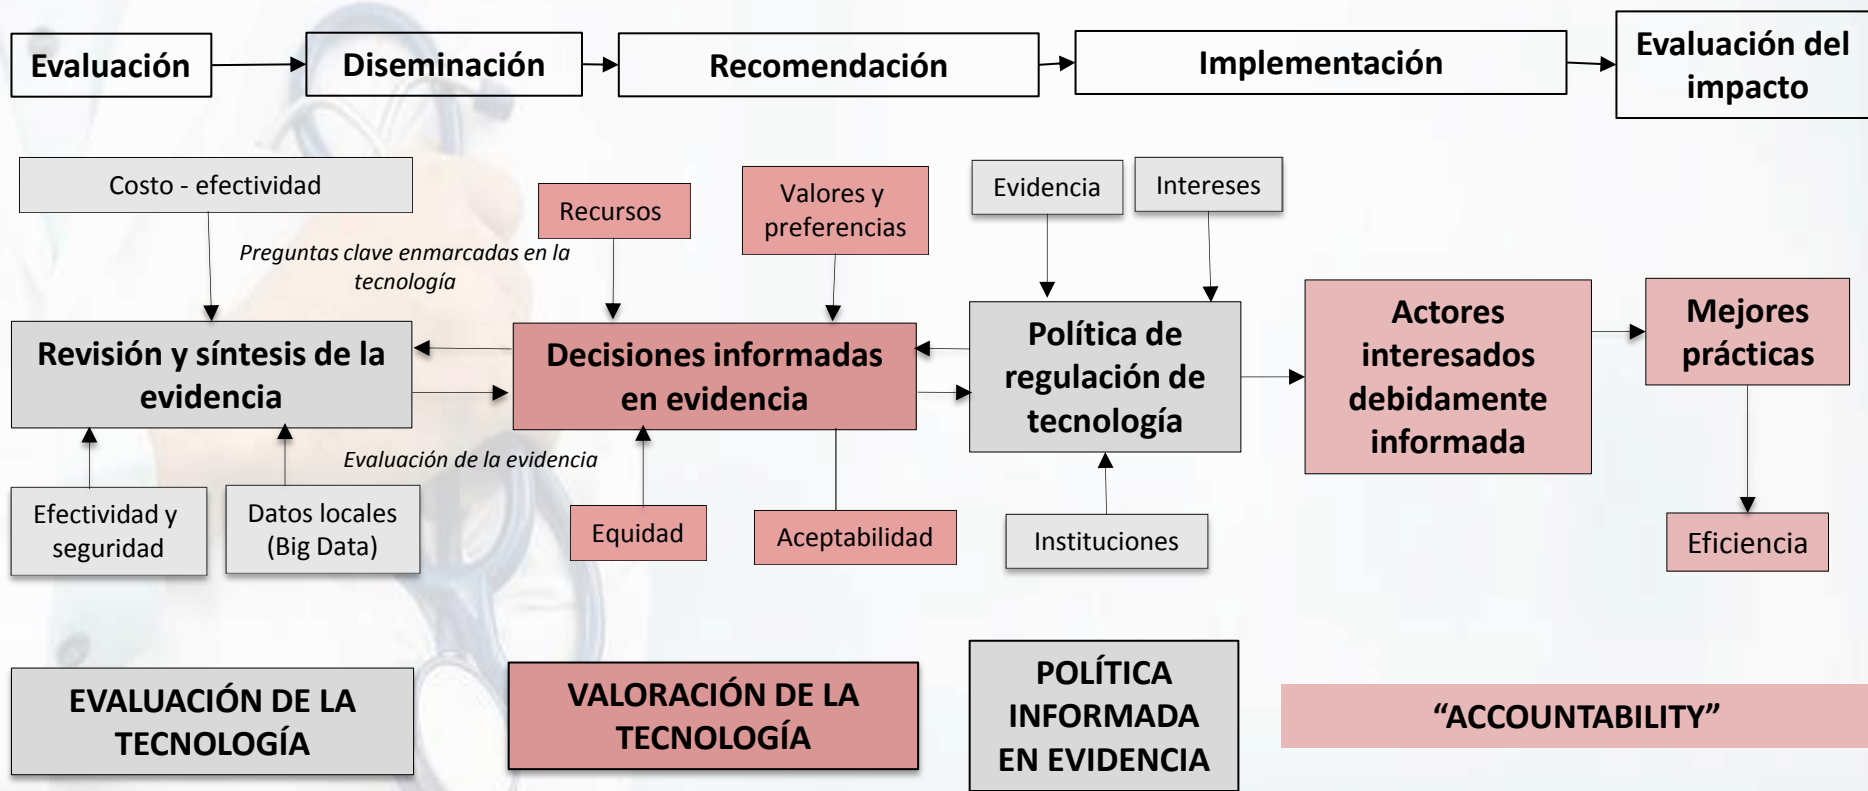 Evaluación
Diseminación
Recomendación
Implementación
Evaluación del
impacto
Costo - efectividad
Recursos
Valores y
preferencias
Evidencia
Intereses
Preguntas clave enmarcadas en la
tecnología
Revisión y síntesis de la
evidencia
Decisiones informadas
en evidencia
Política de
regulación de
tecnología
Actores
interesados
debidamente
informada
Mejores
prácticas
Evaluación de la evidencia
Efectividad y
seguridad
Datos locales
(Big Data)
Equidad
Aceptabilidad
Instituciones
Eficiencia
EVALUACIÓN DE LA
TECNOLOGÍA
VALORACIÓN DE LA
TECNOLOGÍA
POLÍTICA
INFORMADA
EN EVIDENCIA
“ACCOUNTABILITY”